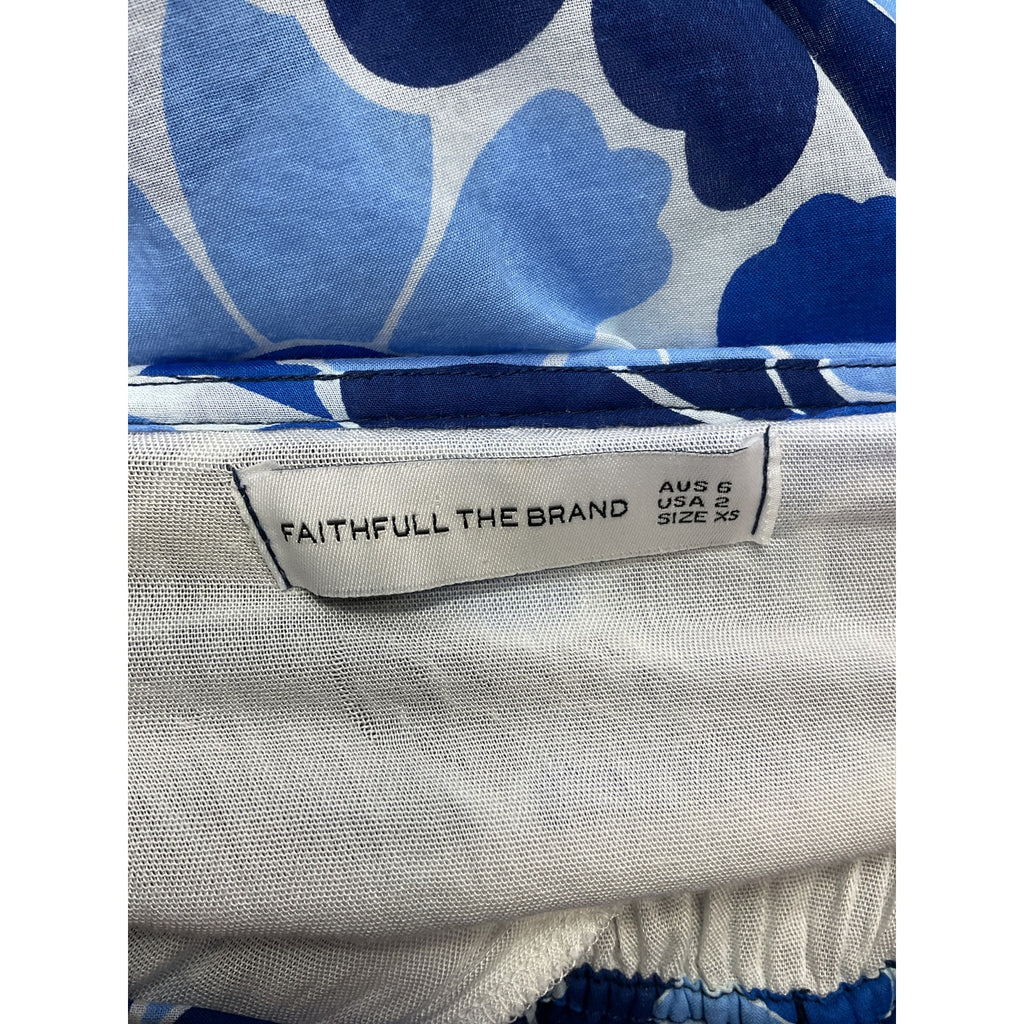 FAITHFULL THE BRAND
AUS 6
USA 2
SIZE XS